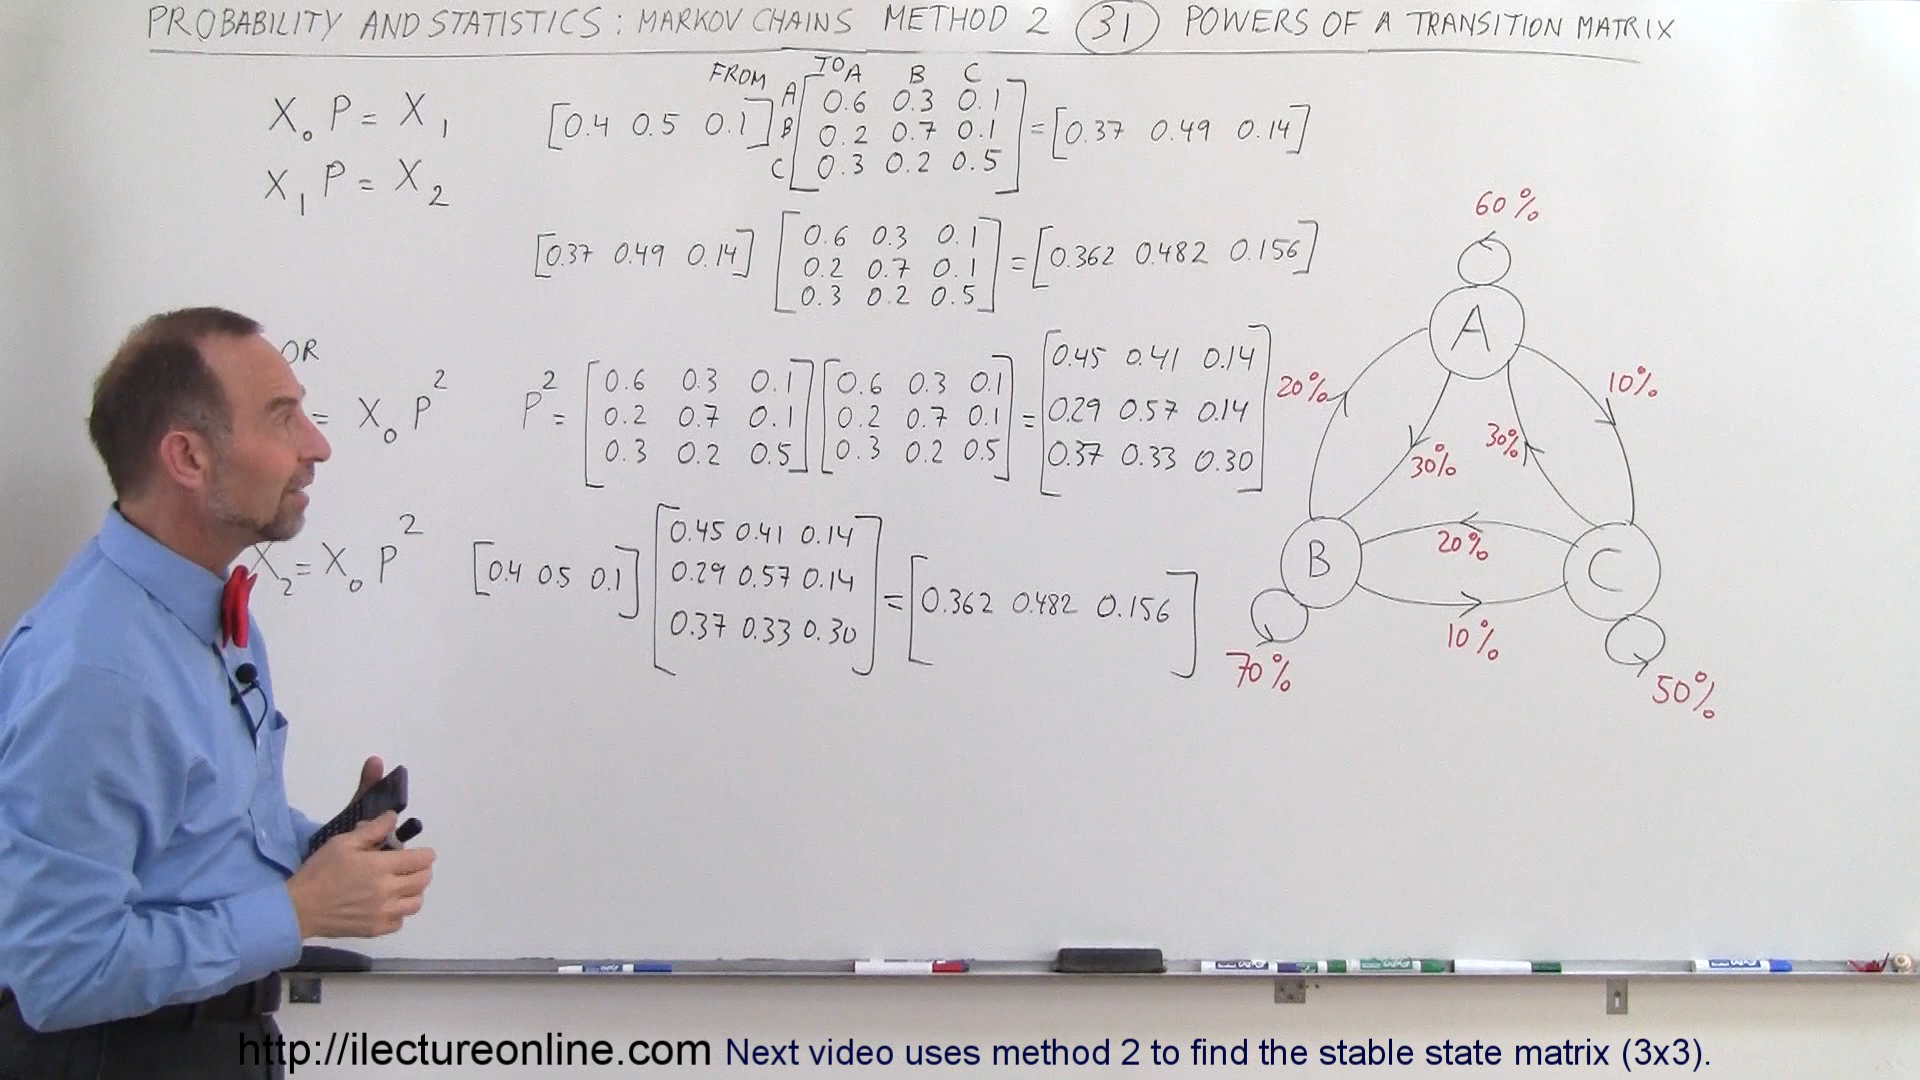 PROBABILITY AND STATISTICS: MARKOV CHAINS METHOD 2 (31) POWERS OF A TRANSITION MATRIX
X₀ P = X₁
X₁ P = X₂
FROM TO A B C
[0.4 0.5 0.1] A [0.6 0.3 0.1] = [0.37 0.49 0.14]
B [0.2 0.7 0.1]
C [0.3 0.2 0.5]
[0.37 0.49 0.14] [0.6 0.3 0.1] = [0.362 0.482 0.156]
[0.2 0.7 0.1]
[0.3 0.2 0.5]
OR
= X₀ P²
P² = [0.6 0.3 0.1] [0.6 0.3 0.1] = [0.45 0.41 0.14]
[0.2 0.7 0.1] [0.2 0.7 0.1] [0.29 0.57 0.14]
[0.3 0.2 0.5] [0.3 0.2 0.5] [0.37 0.33 0.30]
X₂ = X₀ P²
[0.4 0.5 0.1] [0.45 0.41 0.14] = [0.362 0.482 0.156]
[0.29 0.57 0.14]
[0.37 0.33 0.30]
60%
A
20%
10%
30%
30%
B
20%
C
10%
70%
50%
http://ilectureonline.com Next video uses method 2 to find the stable state matrix (3x3).